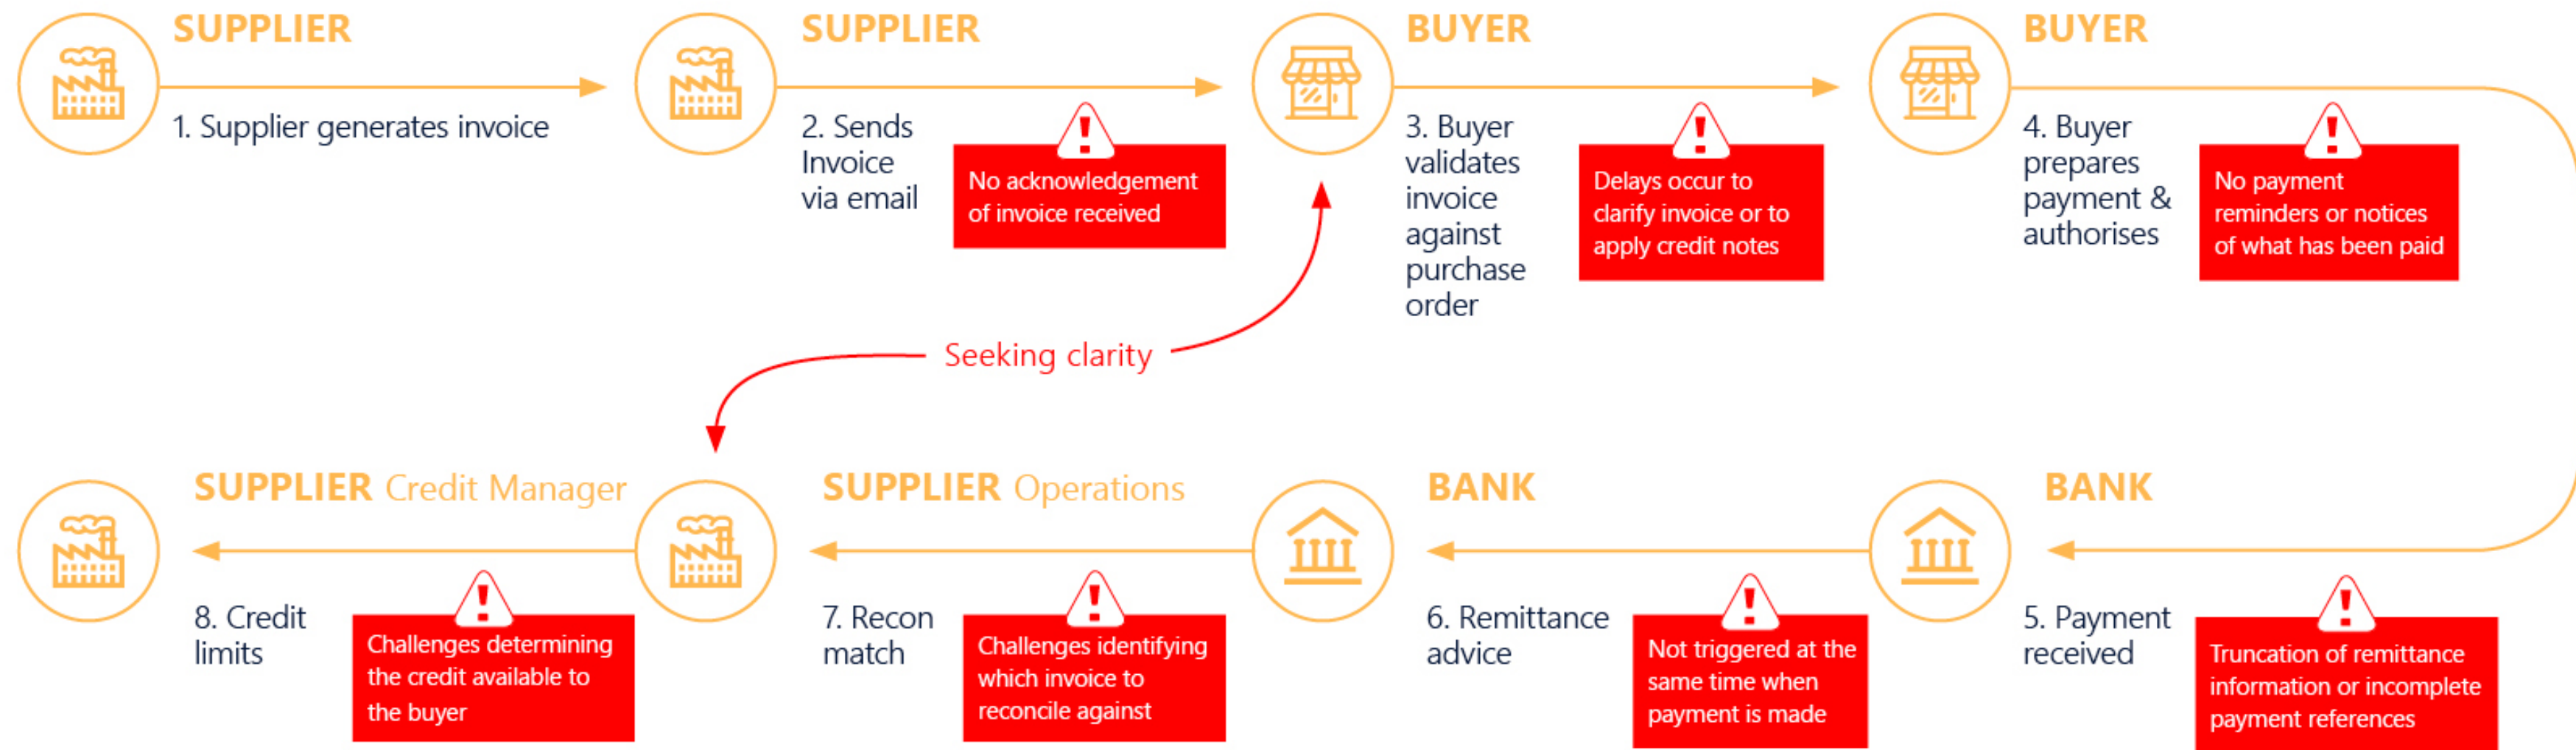 SUPPLIER
1. Supplier generates invoice
SUPPLIER
2. Sends
Invoice
via email
!
No acknowledgement
of invoice received
BUYER
3. Buyer
validates
invoice
against
purchase
order
!
Delays occur to
clarify invoice or to
apply credit notes
BUYER
4. Buyer
prepares
payment &
authorises
!
No payment
reminders or notices
of what has been paid
Seeking clarity
BANK
5. Payment
received
!
Truncation of remittance
information or incomplete
payment references
BANK
6. Remittance
advice
!
Not triggered at the
same time when
payment is made
SUPPLIER Operations
7. Recon
match
!
Challenges identifying
which invoice to
reconcile against
SUPPLIER Credit Manager
8. Credit
limits
!
Challenges determining
the credit available to
the buyer